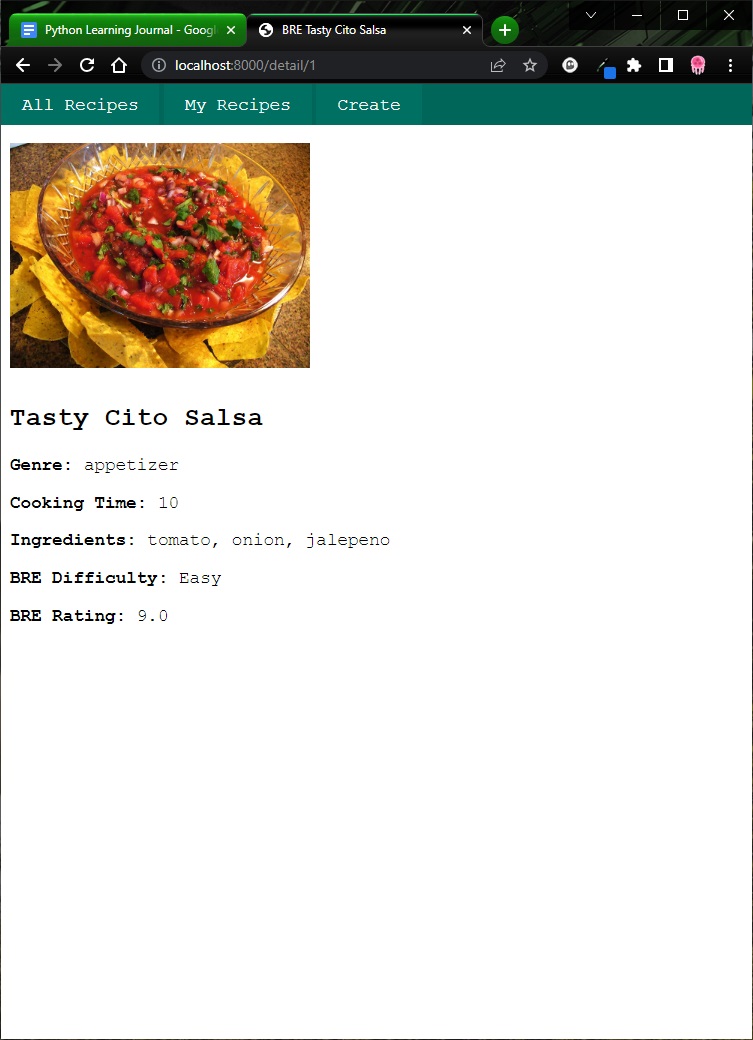 Python Learning Journal - Googl
BRE Tasty Cito Salsa
localhost:8000/detail/1
All Recipes My Recipes Create
Tasty Cito Salsa
Genre: appetizer
Cooking Time: 10
Ingredients: tomato, onion, jalepeno
BRE Difficulty: Easy
BRE Rating: 9.0